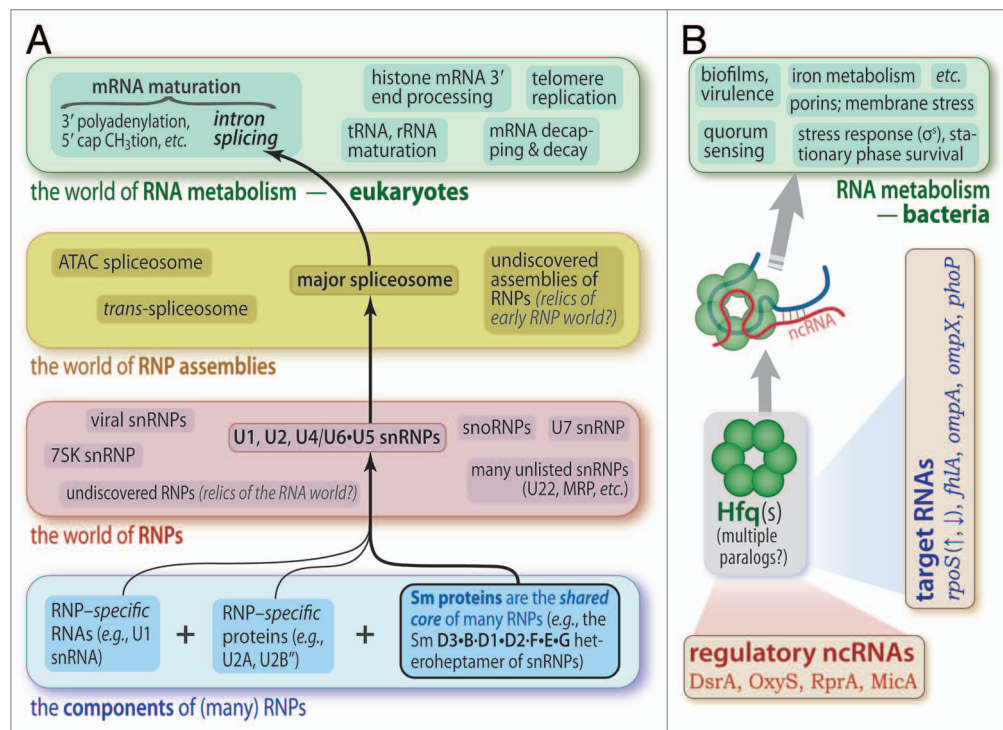 A
mRNA maturation
3′ polyadenylation,
5′ cap CH₃tion, etc.
intron
splicing
histone mRNA 3′
end processing
telomere
replication
tRNA, rRNA
maturation
mRNA decap-
ping & decay
the world of RNA metabolism — eukaryotes
ATAC spliceosome
trans-spliceosome
major spliceosome
undiscovered
assemblies of
RNPs (relics of
early RNP world?)
the world of RNP assemblies
viral snRNPs
7SK snRNP
U1, U2, U4/U6•U5 snRNPs
snoRNPs
U7 snRNP
undiscovered RNPs (relics of the RNA world?)
many unlisted snRNPs
(U22, MRP, etc.)
the world of RNPs
RNP–specific
RNAs (e.g., U1
snRNA)
+
RNP–specific
proteins (e.g.,
U2A, U2B″)
+
Sm proteins are the shared
core of many RNPs (e.g., the
Sm D3•B•D1•D2•F•E•G het-
eroheptamer of snRNPs)
the components of (many) RNPs
B
biofilms,
virulence
iron metabolism
etc.
porins; membrane stress
quorum
sensing
stress response (σˢ), sta-
tionary phase survival
RNA metabolism
— bacteria
ncRNA
Hfq(s)
(multiple
paralogs?)
target RNAs
rpoS (↑, ↓), fhlA, ompA, ompX, phoP
regulatory ncRNAs
DsrA, OxyS, RprA, MicA